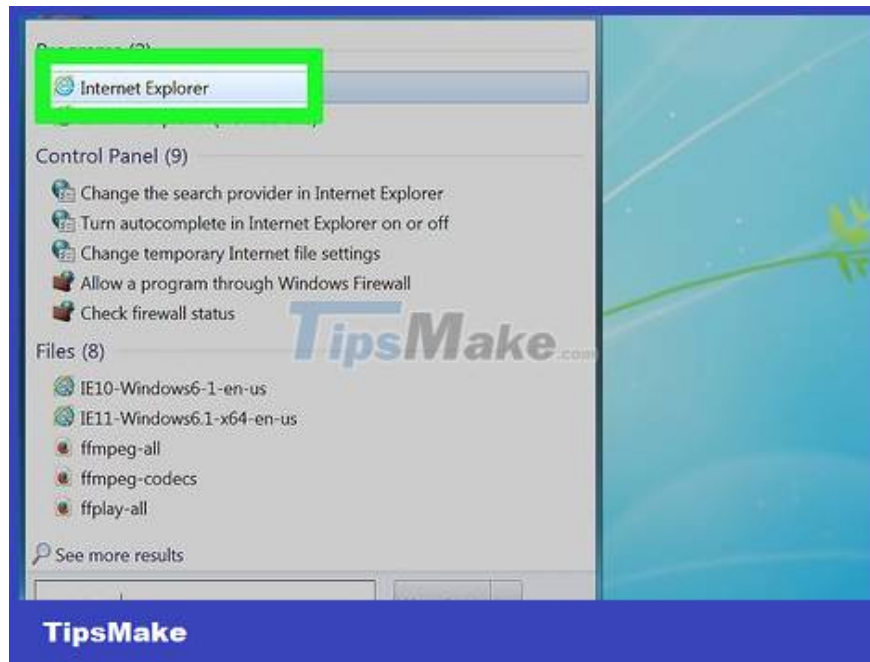 Programs (2)
Internet Explorer
Control Panel (9)
Change the search provider in Internet Explorer
Turn autocomplete in Internet Explorer on or off
Change temporary Internet file settings
Allow a program through Windows Firewall
Check firewall status
TipsMake.com
Files (8)
IE10-Windows6-1-en-us
IE11-Windows6.1-x64-en-us
ffmpeg-all
ffmpeg-codecs
ffplay-all
See more results
TipsMake